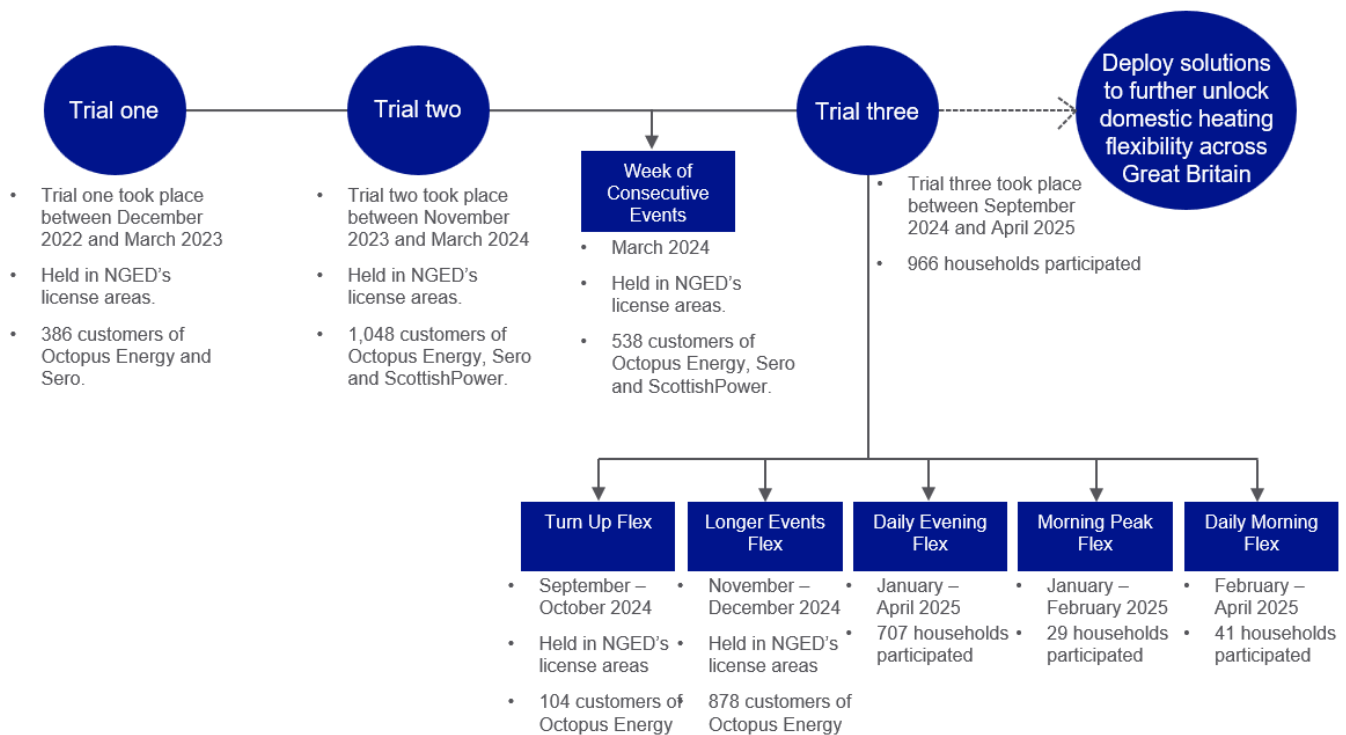 Trial one
• Trial one took place
between December
2022 and March 2023
• Held in NGED’s
license areas.
• 386 customers of
Octopus Energy and
Sero.
Trial two
• Trial two took place
between November
2023 and March 2024
• Held in NGED’s
license areas.
• 1,048 customers of
Octopus Energy, Sero
and ScottishPower.
Week of
Consecutive
Events
• March 2024
• Held in NGED’s
license areas.
• 538 customers of
Octopus Energy, Sero
and ScottishPower.
Trial three
• Trial three took place
between September
2024 and April 2025
• 966 households participated
Deploy solutions
to further unlock
domestic heating
flexibility across
Great Britain
Turn Up Flex
• September –
October 2024
• Held in NGED’s
license areas
• 104 customers of
Octopus Energy
Longer Events
Flex
• November –
December 2024
• Held in NGED’s
license areas
• 878 customers of
Octopus Energy
Daily Evening
Flex
• January –
April 2025
• 707 households
participated
Morning Peak
Flex
• January –
February 2025
• 29 households
participated
Daily Morning
Flex
• February –
April 2025
• 41 households
participated